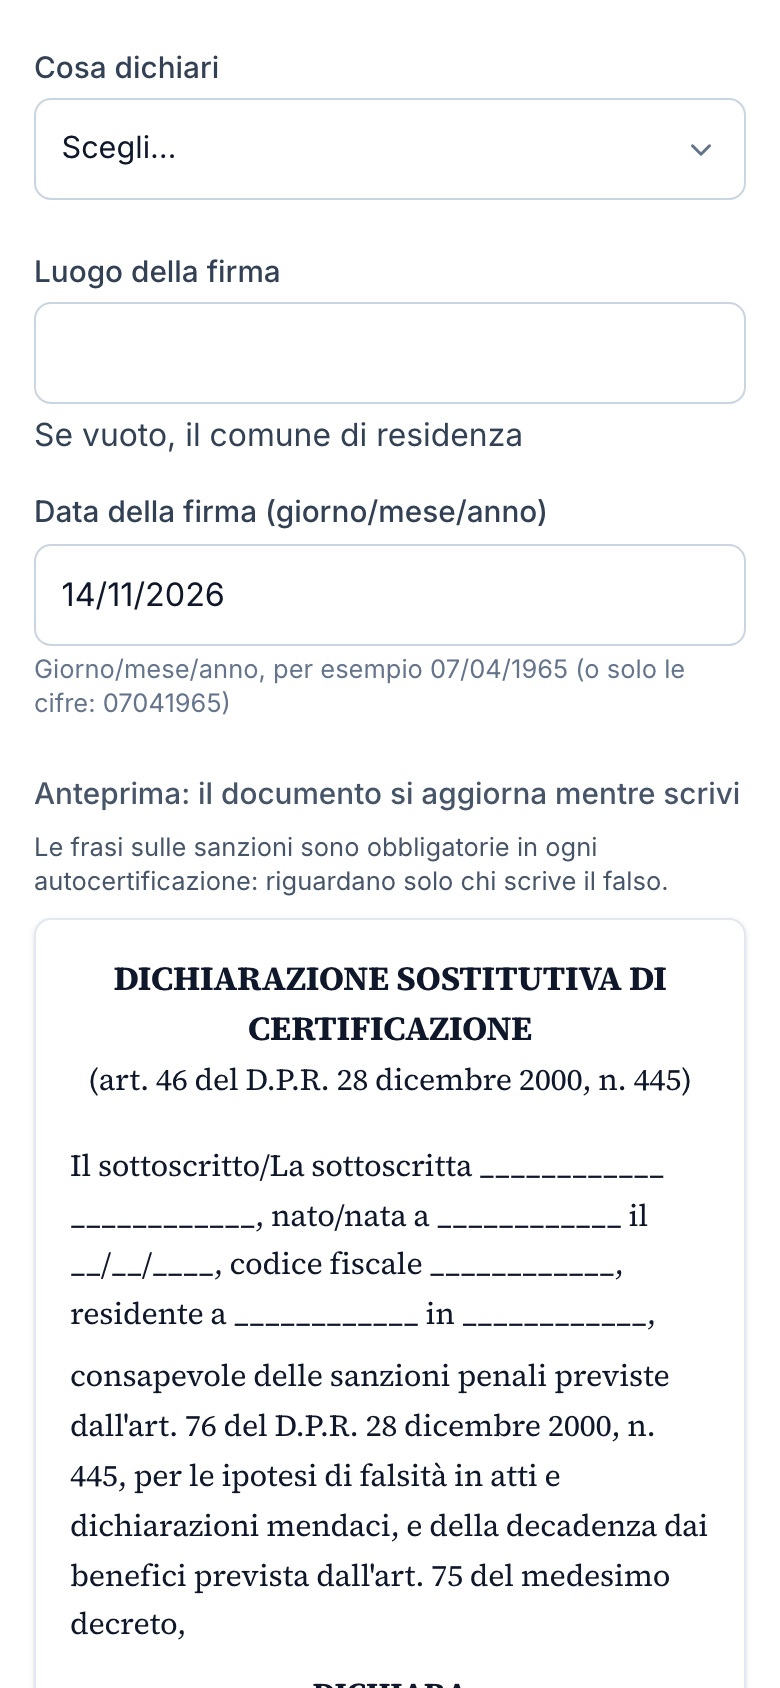 Cosa dichiari
Scegli...
Luogo della firma
Se vuoto, il comune di residenza
Data della firma (giorno/mese/anno)
14/11/2026
Giorno/mese/anno, per esempio 07/04/1965 (o solo le
cifre: 07041965)
Anteprima: il documento si aggiorna mentre scrivi
Le frasi sulle sanzioni sono obbligatorie in ogni
autocertificazione: riguardano solo chi scrive il falso.
DICHIARAZIONE SOSTITUTIVA DI
CERTIFICAZIONE
(art. 46 del D.P.R. 28 dicembre 2000, n. 445)
Il sottoscritto/La sottoscritta ____________
____________, nato/nata a ____________ il
__/__/____, codice fiscale ____________,
residente a ____________ in ____________,
consapevole delle sanzioni penali previste
dall'art. 76 del D.P.R. 28 dicembre 2000, n.
445, per le ipotesi di falsità in atti e
dichiarazioni mendaci, e della decadenza dai
benefici prevista dall'art. 75 del medesimo
decreto,
DICHIARA